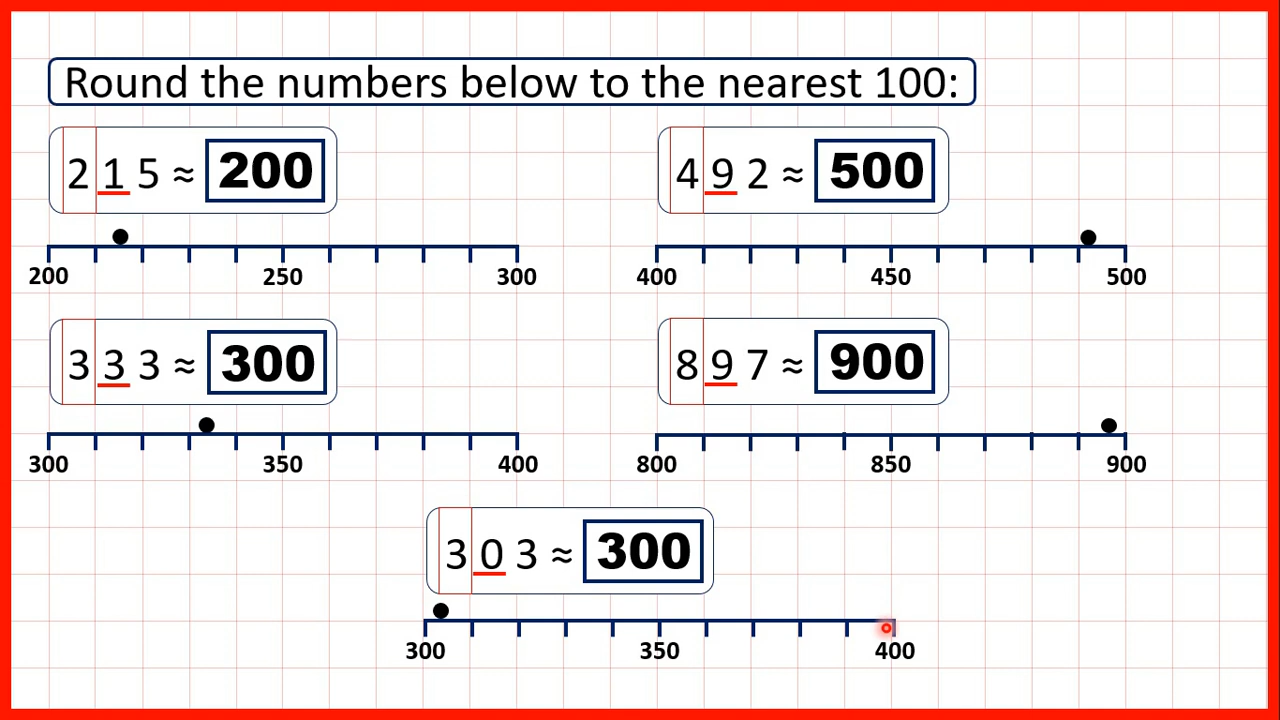 Round the numbers below to the nearest 100:
2 1 5 ≈ 200
4 9 2 ≈ 500
200 250 300
400 450 500
3 3 3 ≈ 300
8 9 7 ≈ 900
300 350 400
800 850 900
3 0 3 ≈ 300
300 350 400